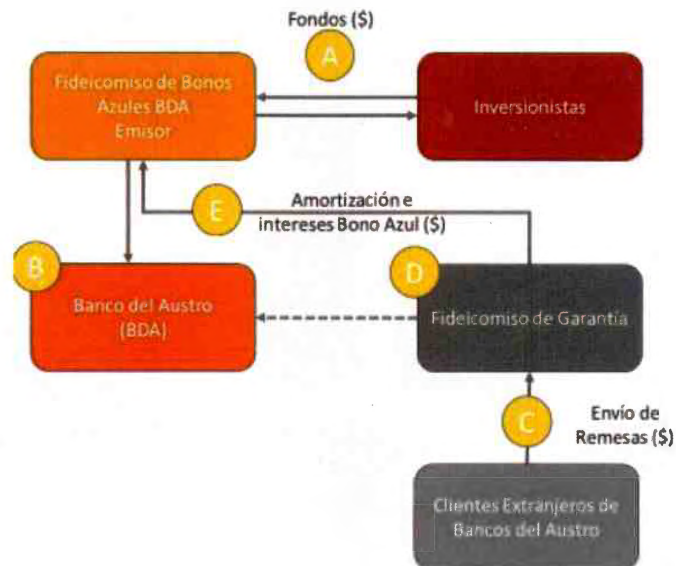 Fondos ($)
A
Fideicomiso de Bonos
Azules BDA
Emisor
Inversionistas
E
Amortización e
intereses Bono Azul ($)
B
D
Banco del Austro
(BDA)
Fideicomiso de Garantía
C
Envío de
Remesas ($)
Clientes Extranjeros de
Bancos del Austro